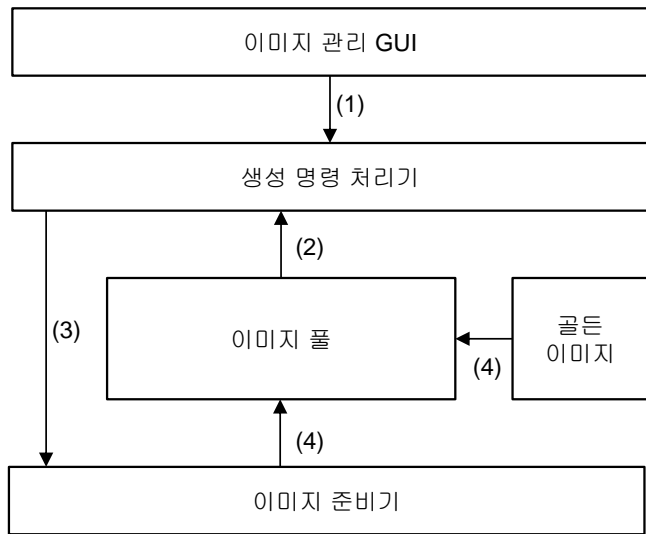 이미지 관리 GUI
(1)
생성 명령 처리기
(2)
(3)
이미지 풀
골든
이미지
(4)
(4)
이미지 준비기